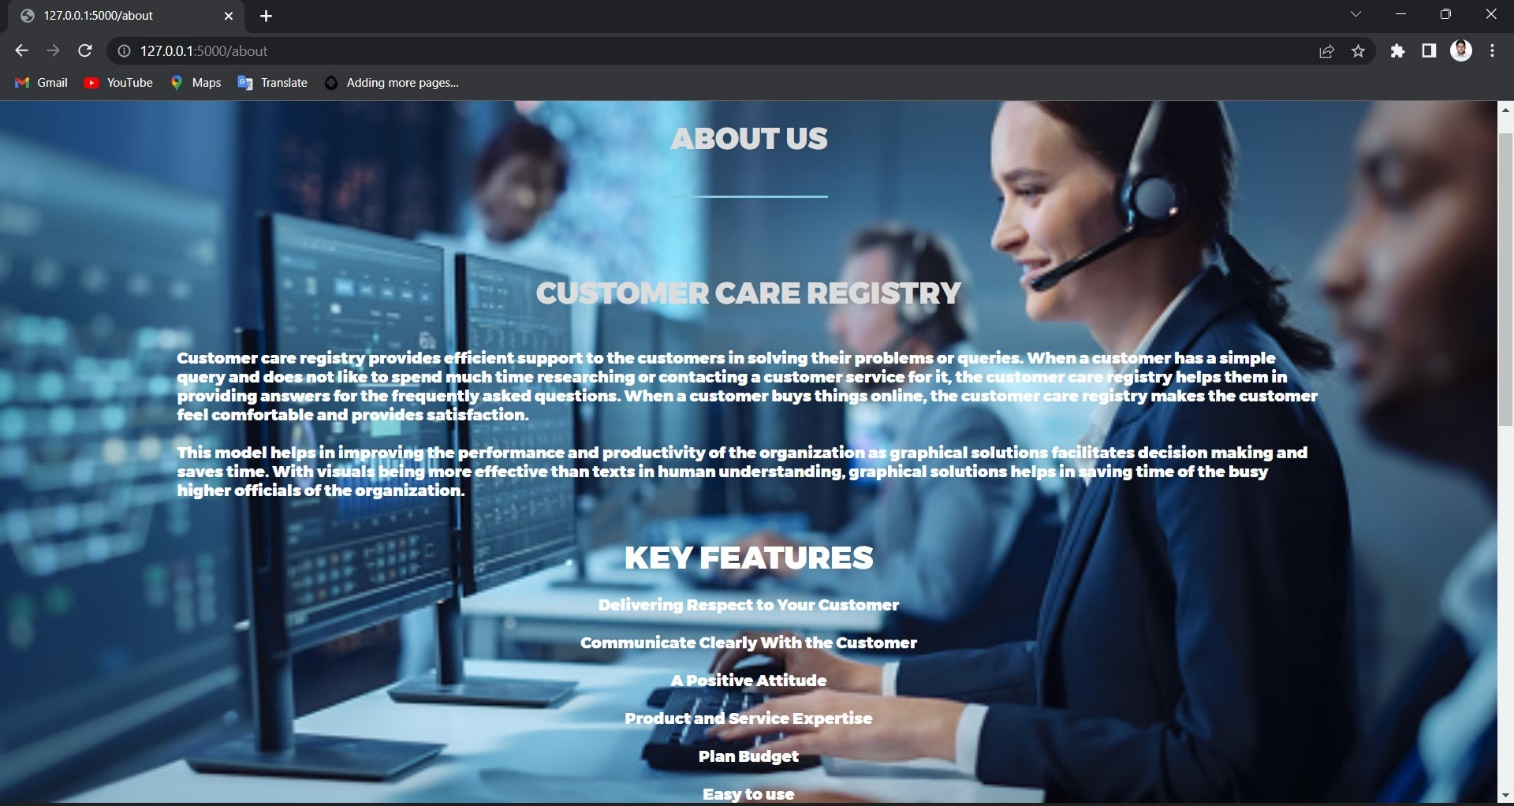 127.0.0.1:5000/about
127.0.0.1:5000/about
Gmail YouTube Maps Translate Adding more pages...
ABOUT US
CUSTOMER CARE REGISTRY
Customer care registry provides efficient support to the customers in solving their problems or queries. When a customer has a simple
query and does not like to spend much time researching or contacting a customer service for it, the customer care registry helps them in
providing answers for the frequently asked questions. When a customer buys things online, the customer care registry makes the customer
feel comfortable and provides satisfaction.
This model helps in improving the performance and productivity of the organization as graphical solutions facilitates decision making and
saves time. With visuals being more effective than texts in human understanding, graphical solutions helps in saving time of the busy
higher officials of the organization.
KEY FEATURES
Delivering Respect to Your Customer
Communicate Clearly With the Customer
A Positive Attitude
Product and Service Expertise
Plan Budget
Easy to use